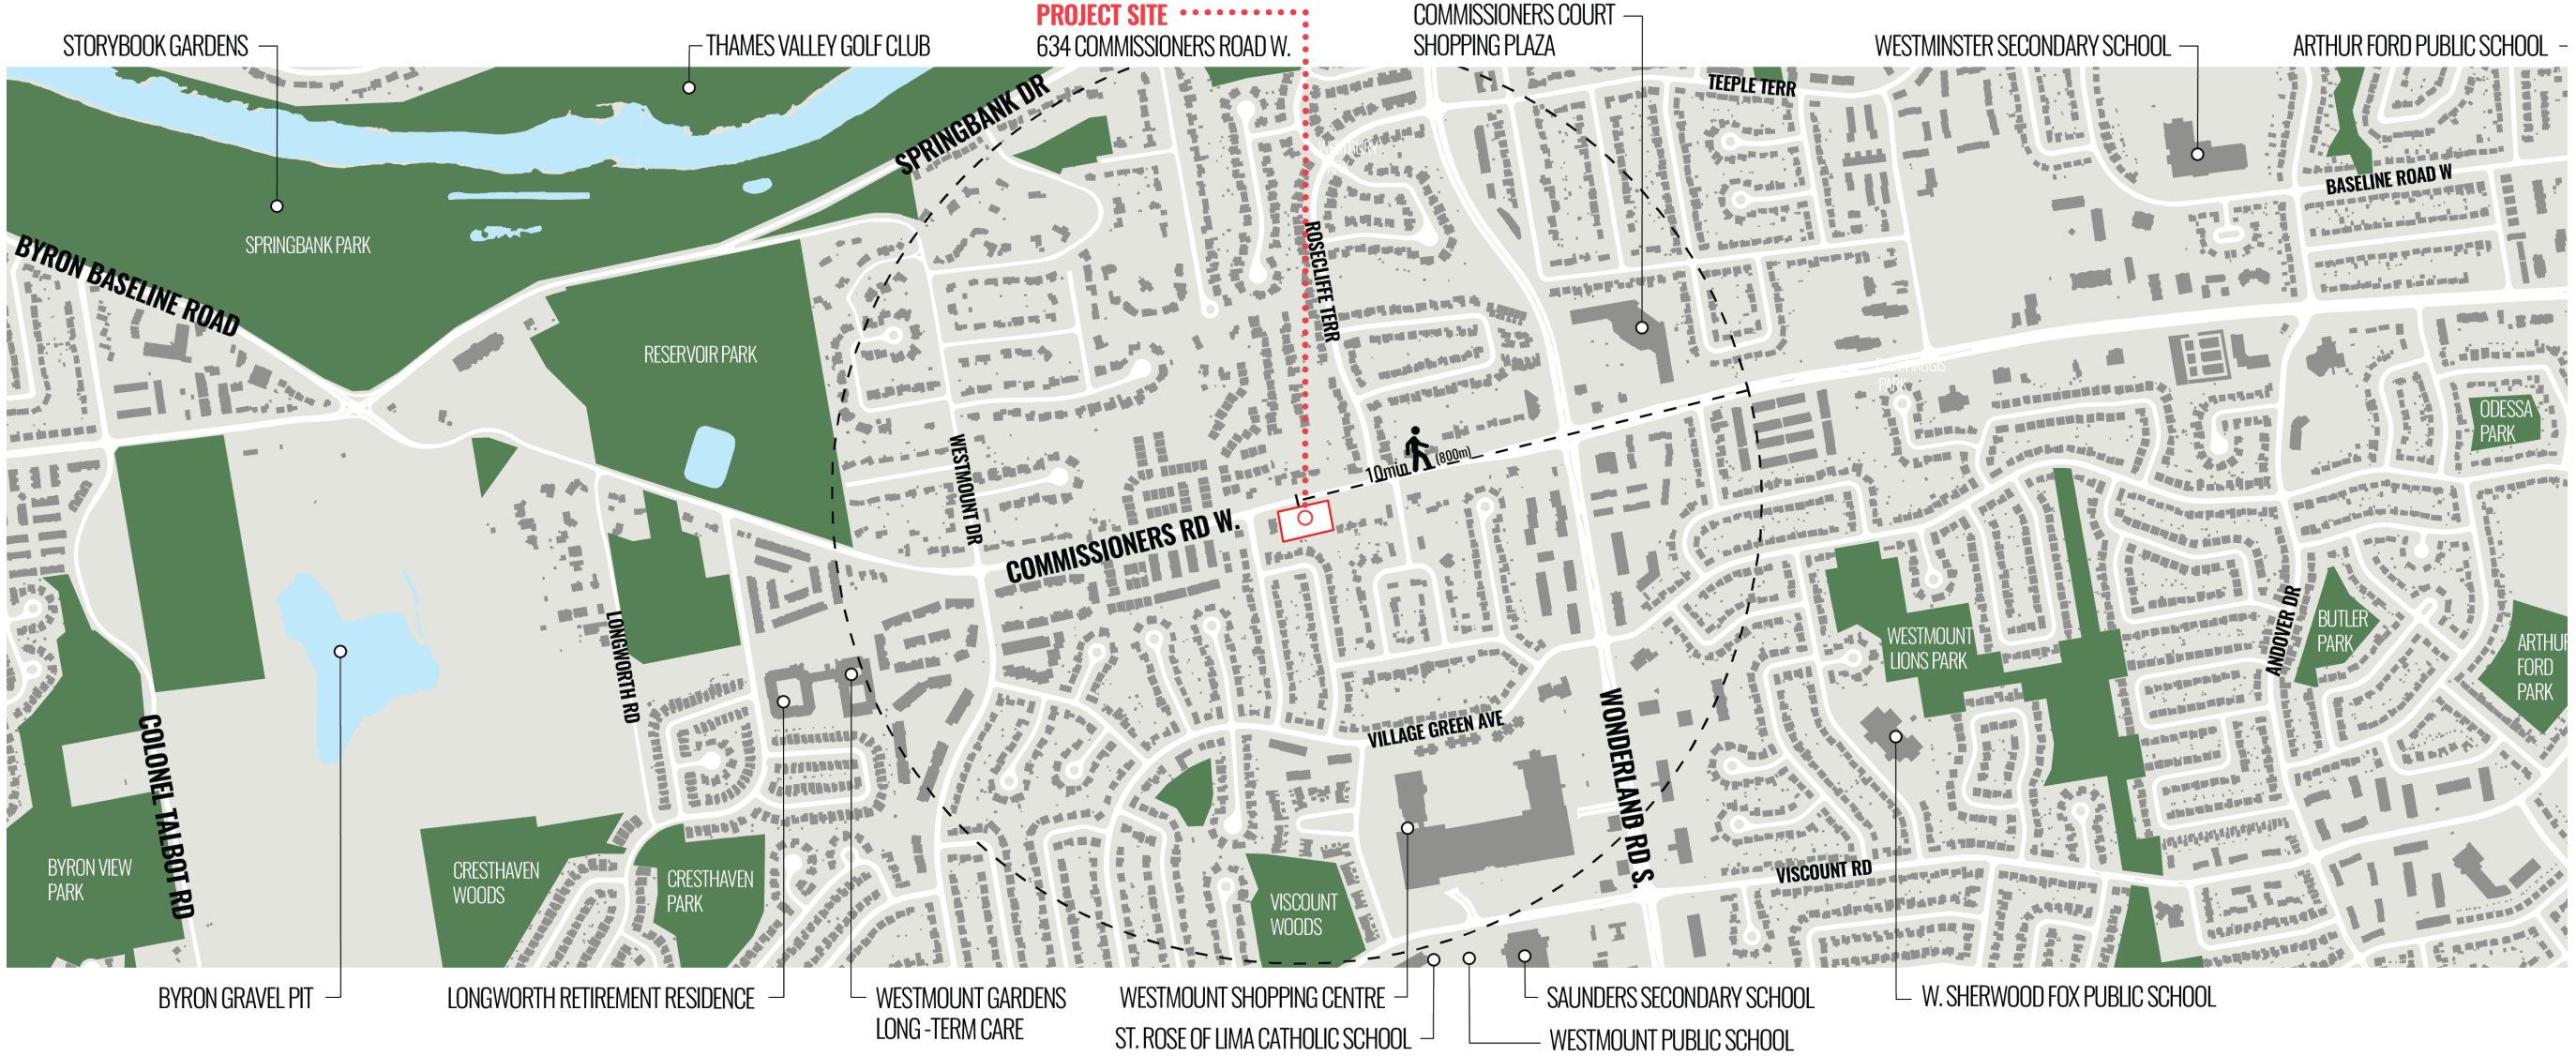 PROJECT SITE
634 COMMISSIONERS ROAD W.
COMMISSIONERS COURT
SHOPPING PLAZA
STORYBOOK GARDENS
THAMES VALLEY GOLF CLUB
WESTMINSTER SECONDARY SCHOOL
ARTHUR FORD PUBLIC SCHOOL
SPRINGBANK DR
TEEPLE TERR
BASELINE ROAD W
SPRINGBANK PARK
BYRON BASELINE ROAD
ROSECLIFFE TERR
RESERVOIR PARK
PARK
ODESSA
PARK
WESTMOUNT DR
10min
(800m)
COMMISSIONERS RD W.
LONGWORTH RD
ANDOVER DR
BUTLER
PARK
WESTMOUNT
LIONS PARK
ARTHUR
FORD
PARK
COLONEL TALBOT RD
VILLAGE GREEN AVE
WONDERLAND RD S.
BYRON VIEW
PARK
CRESTHAVEN
WOODS
CRESTHAVEN
PARK
VISCOUNT RD
VISCOUNT
WOODS
BYRON GRAVEL PIT
LONGWORTH RETIREMENT RESIDENCE
WESTMOUNT GARDENS
LONG -TERM CARE
WESTMOUNT SHOPPING CENTRE
ST. ROSE OF LIMA CATHOLIC SCHOOL
SAUNDERS SECONDARY SCHOOL
WESTMOUNT PUBLIC SCHOOL
W. SHERWOOD FOX PUBLIC SCHOOL